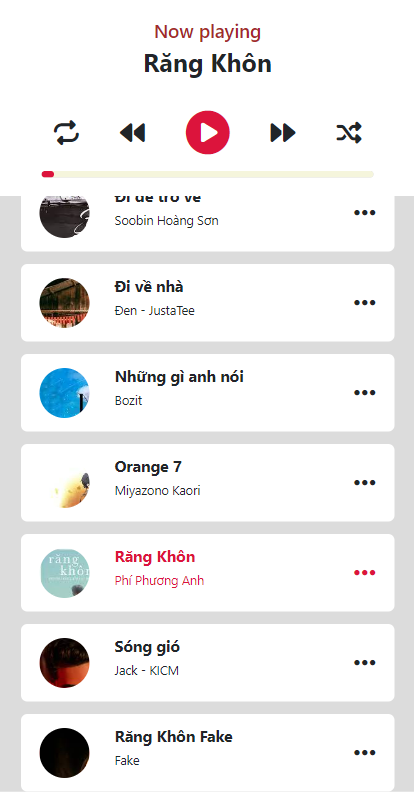 Now playing
Răng Khôn
Đi để trở về
Soobin Hoàng Sơn
Đi về nhà
Đen - JustaTee
Những gì anh nói
Bozit
Orange 7
Miyazono Kaori
răng
khôn
Răng Khôn
Phí Phương Anh
Sóng gió
Jack - KICM
Răng Khôn Fake
Fake